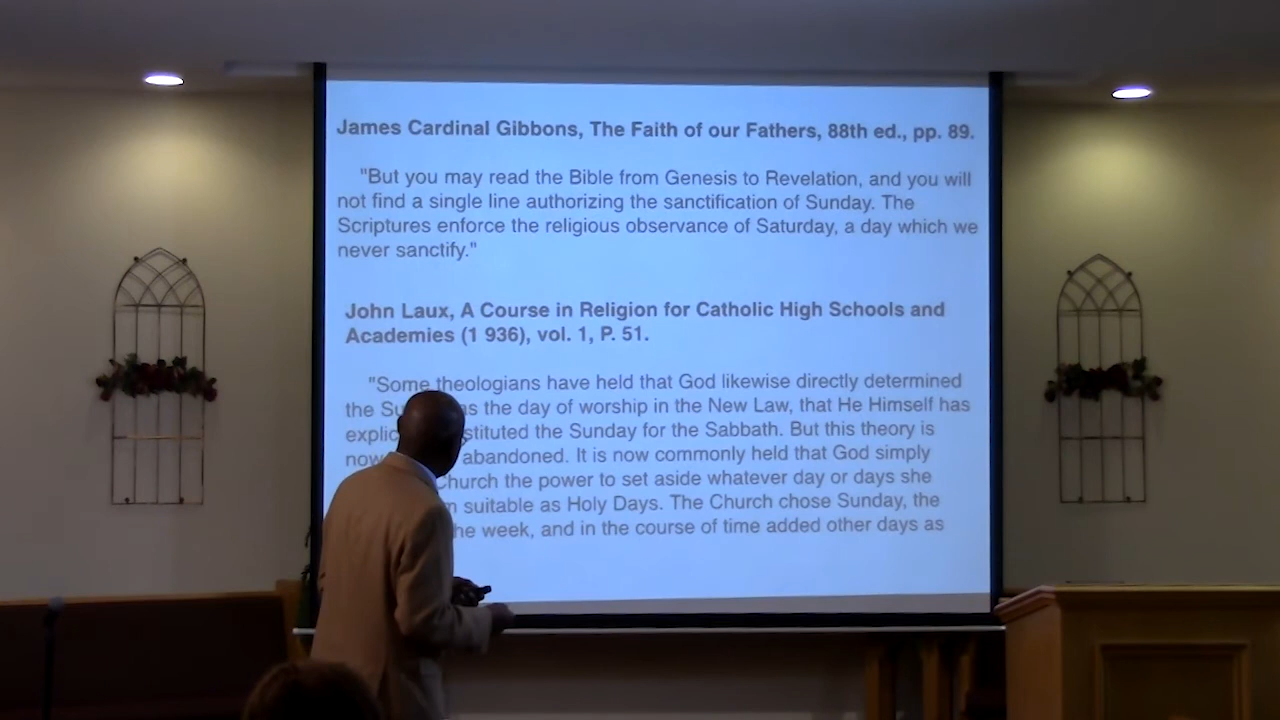 James Cardinal Gibbons, The Faith of our Fathers, 88th ed., pp. 89.
"But you may read the Bible from Genesis to Revelation, and you will
not find a single line authorizing the sanctification of Sunday. The
Scriptures enforce the religious observance of Saturday, a day which we
never sanctify."
John Laux, A Course in Religion for Catholic High Schools and
Academies (1 936), vol. 1, P. 51.
"Some theologians have held that God likewise directly determined
the as the day of worship in the New Law, that He Himself has
the Sunday for the Sabbath. But this theory is
now abandoned. It is now commonly held that God simply
Church the power to set aside whatever day or days she
suitable as Holy Days. The Church chose Sunday, the
the week, and in the course of time added other days as